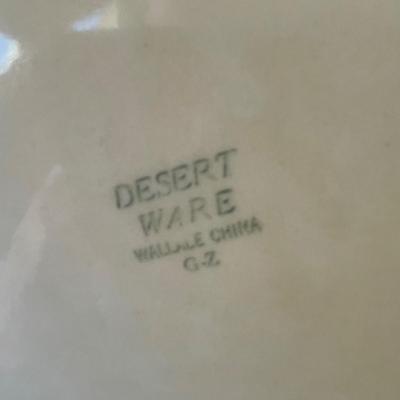 DESERT
WARE
WALLACE CHINA
G-Z